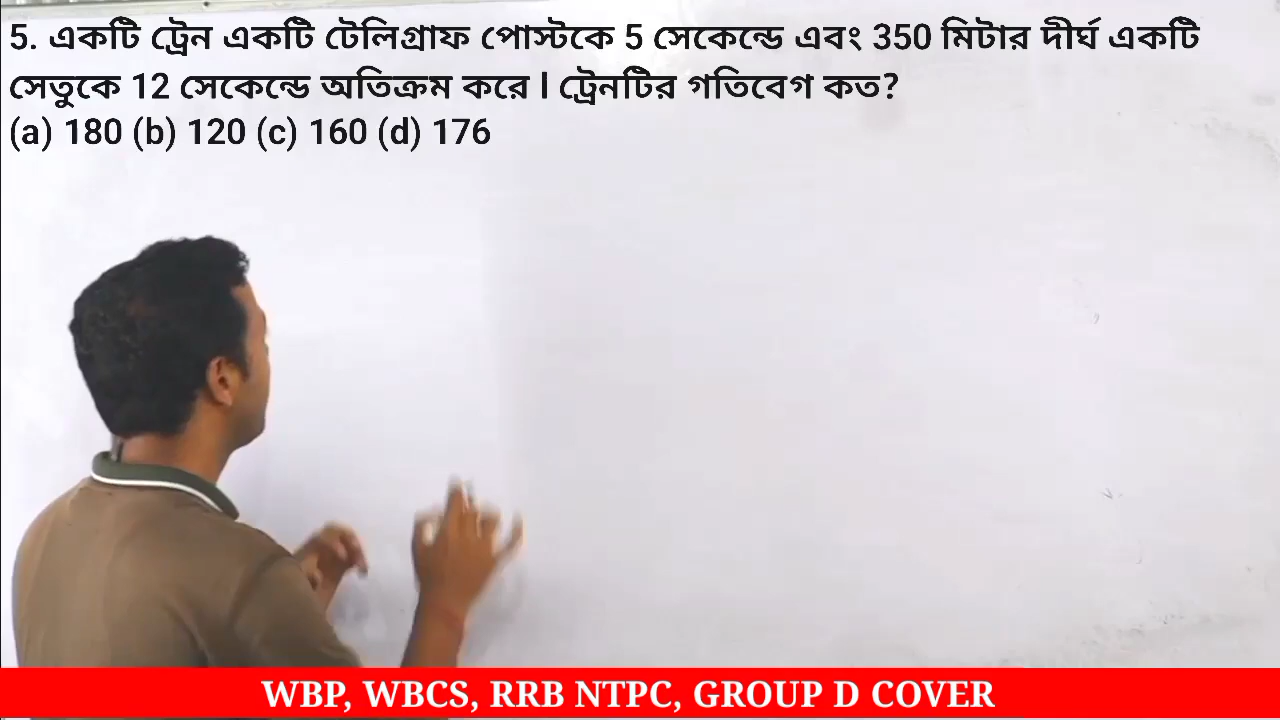 5. একটি ট্রেন একটি টেলিগ্রাফ পোস্টকে 5 সেকেন্ডে এবং 350 মিটার দীর্ঘ একটি
সেতুকে 12 সেকেন্ডে অতিক্রম করে l ট্রেনটির গতিবেগ কত?
(a) 180 (b) 120 (c) 160 (d) 176
WBP, WBCS, RRB NTPC, GROUP D COVER